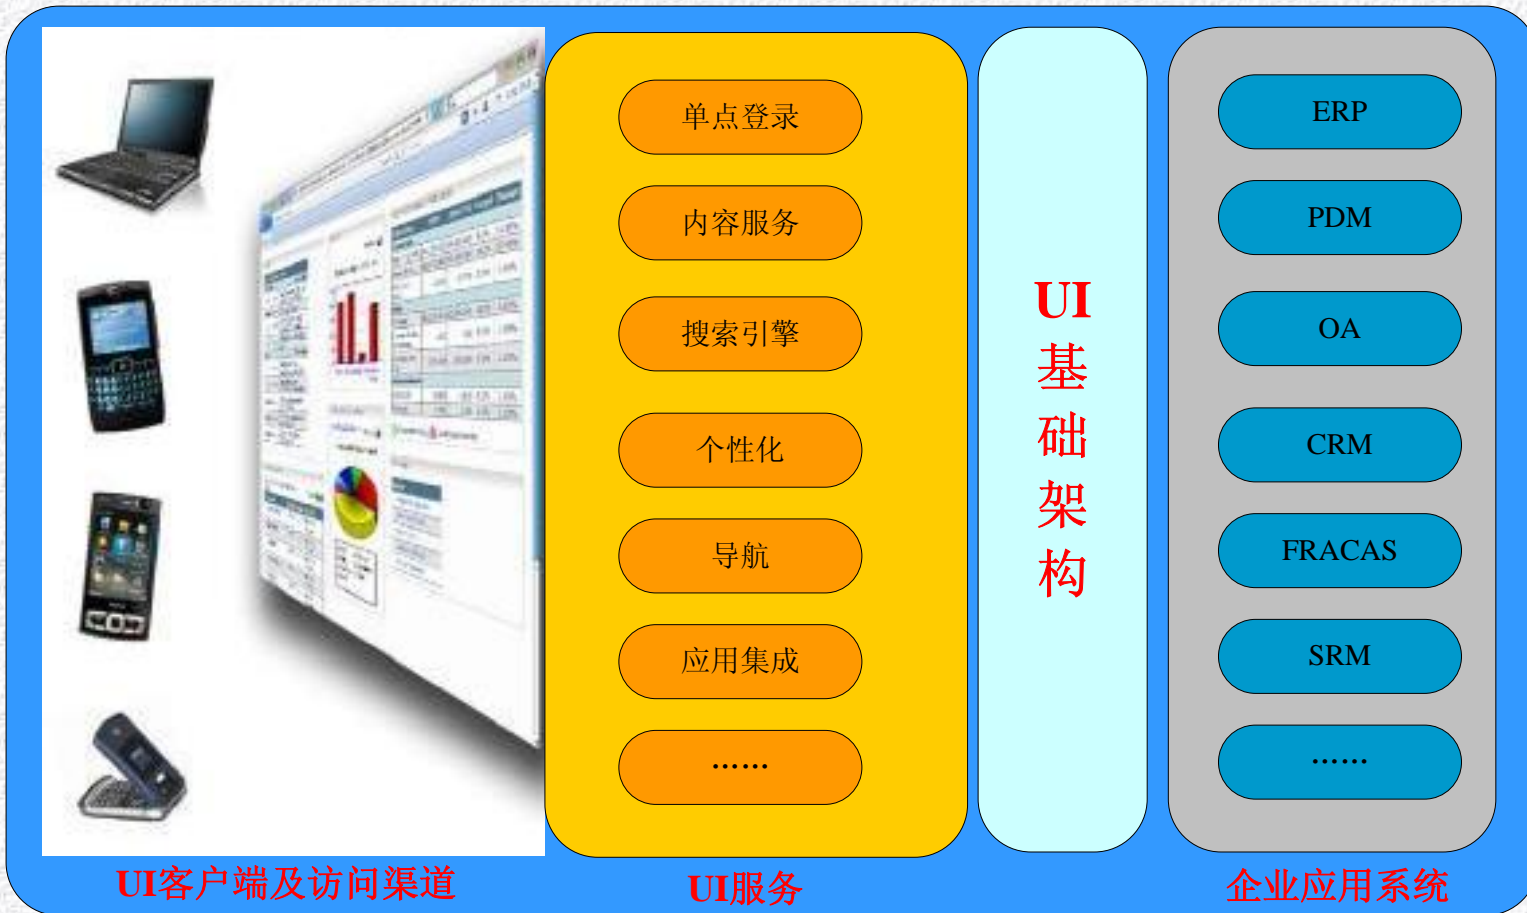 单点登录
内容服务
搜索引擎
个性化
导航
应用集成
……
UI
基
础
架
构
ERP
PDM
OA
CRM
FRACAS
SRM
……
UI客户端及访问渠道
UI服务
企业应用系统